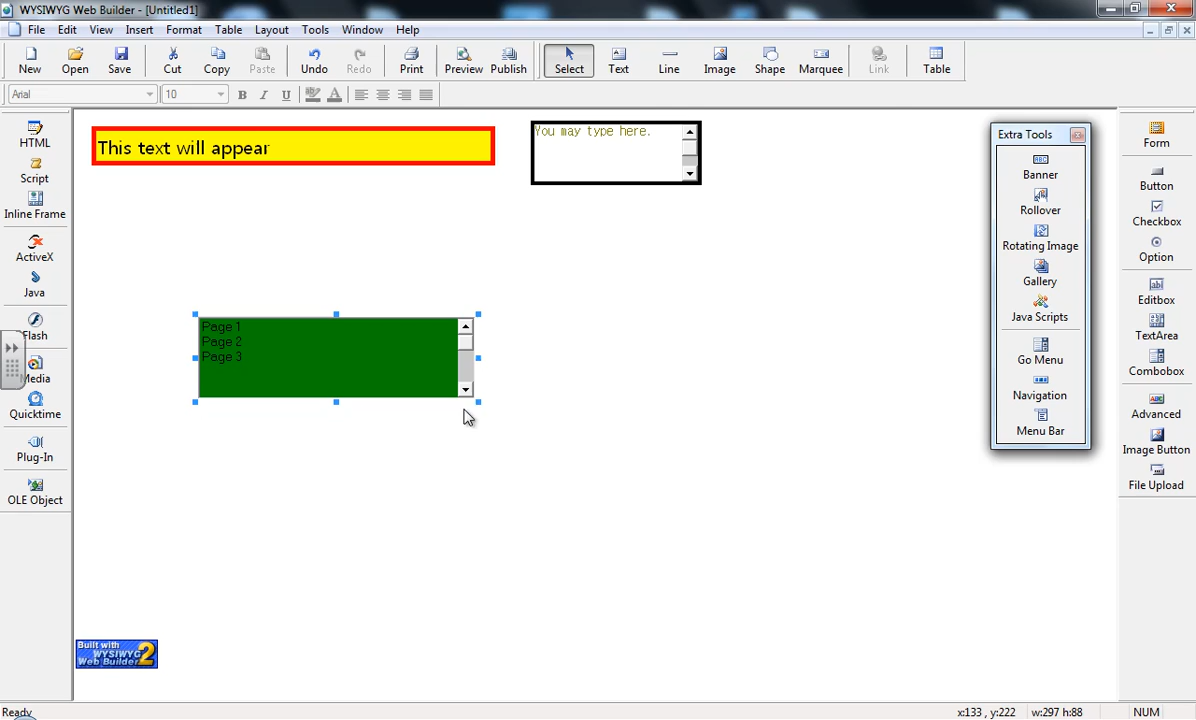 WYSIWYG Web Builder - [Untitled1]
File Edit View Insert Format Table Layout Tools Window Help
New Open Save Cut Copy Paste Undo Redo Print Preview Publish Select Text Line Image Shape Marquee Link Table
Arial 10 B I U A
HTML
Script
Inline Frame
ActiveX
Java
Flash
Media
Quicktime
Plug-In
OLE Object
This text will appear
You may type here.
Page 1
Page 2
Page 3
Built with
WYSIWYG
Web Builder 2
Extra Tools
Banner
Rollover
Rotating Image
Gallery
Java Scripts
Go Menu
Navigation
Menu Bar
Form
Button
Checkbox
Option
Editbox
TextArea
Combobox
Advanced
Image Button
File Upload
Ready x:133 , y:222 w:297 h:88 NUM